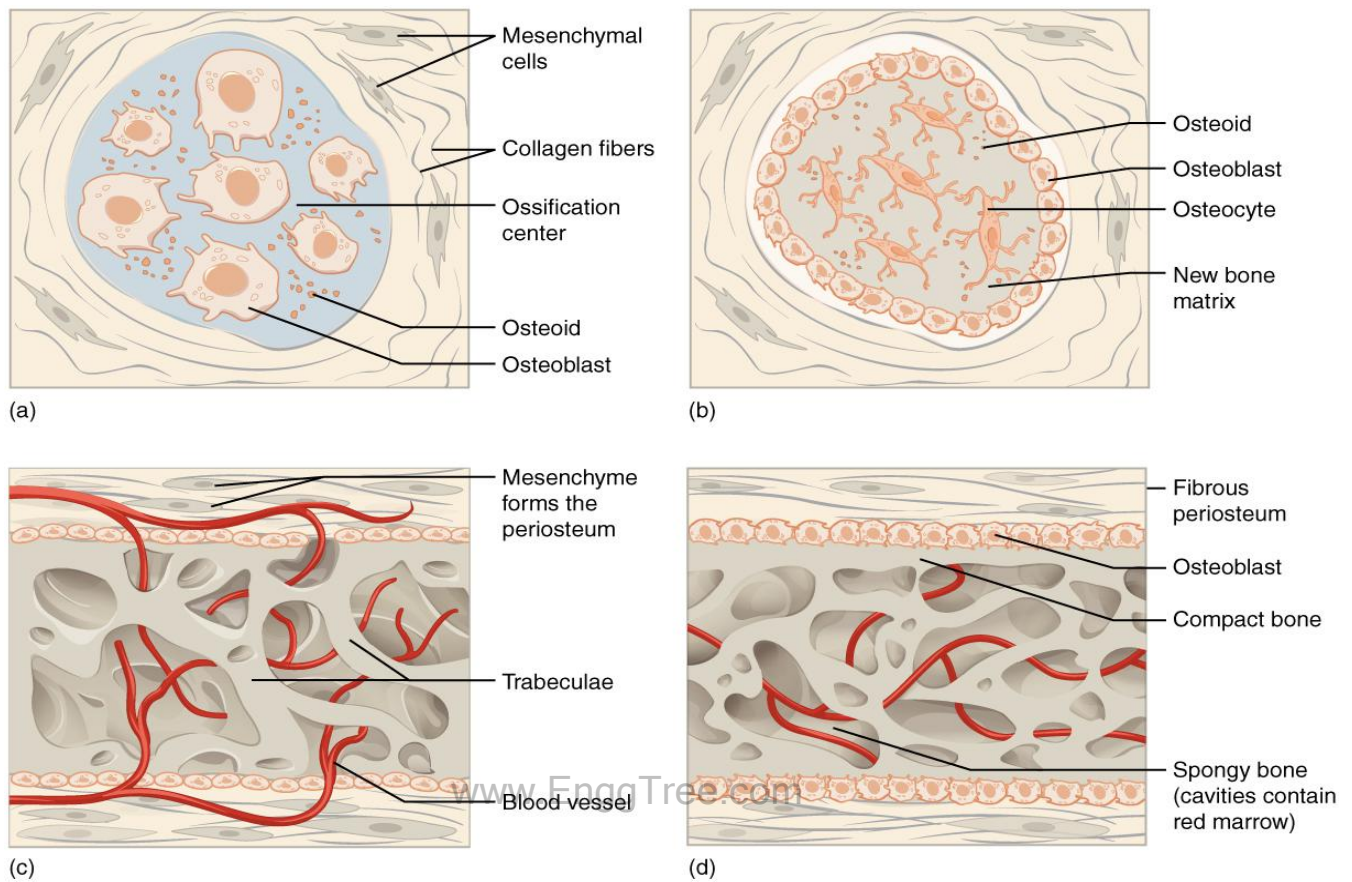 Mesenchymal
cells
Collagen fibers
Ossification
center
Osteoid
Osteoblast
(a)
Osteoid
Osteoblast
Osteocyte
New bone
matrix
(b)
Mesenchyme
forms the
periosteum
Trabeculae
Blood vessel
(c)
Fibrous
periosteum
Osteoblast
Compact bone
Spongy bone
(cavities contain
red marrow)
(d)
www.EnggTree.com